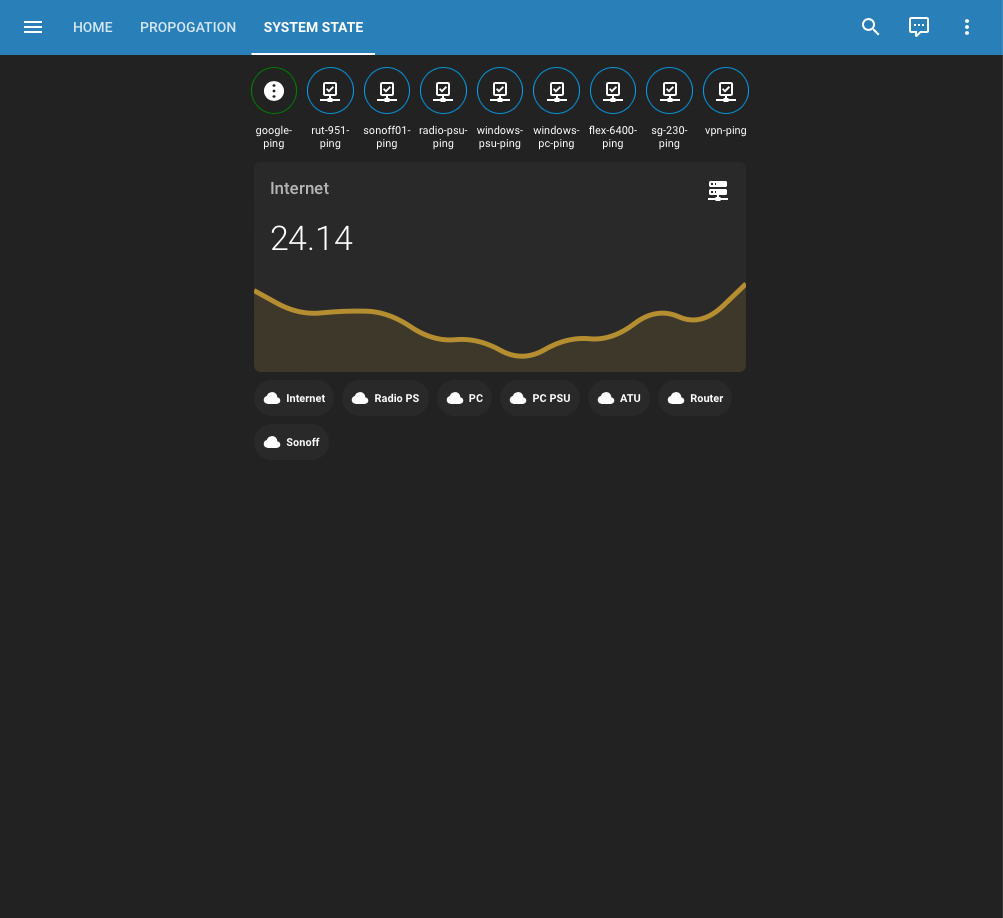 HOME PROPOGATION SYSTEM STATE
google- rut-951- sonoff01- radio-psu- windows- windows- flex-6400- sg-230- vpn-ping
ping ping ping ping psu-ping pc-ping ping ping
Internet
24.14
Internet Radio PS PC PC PSU ATU Router
Sonoff